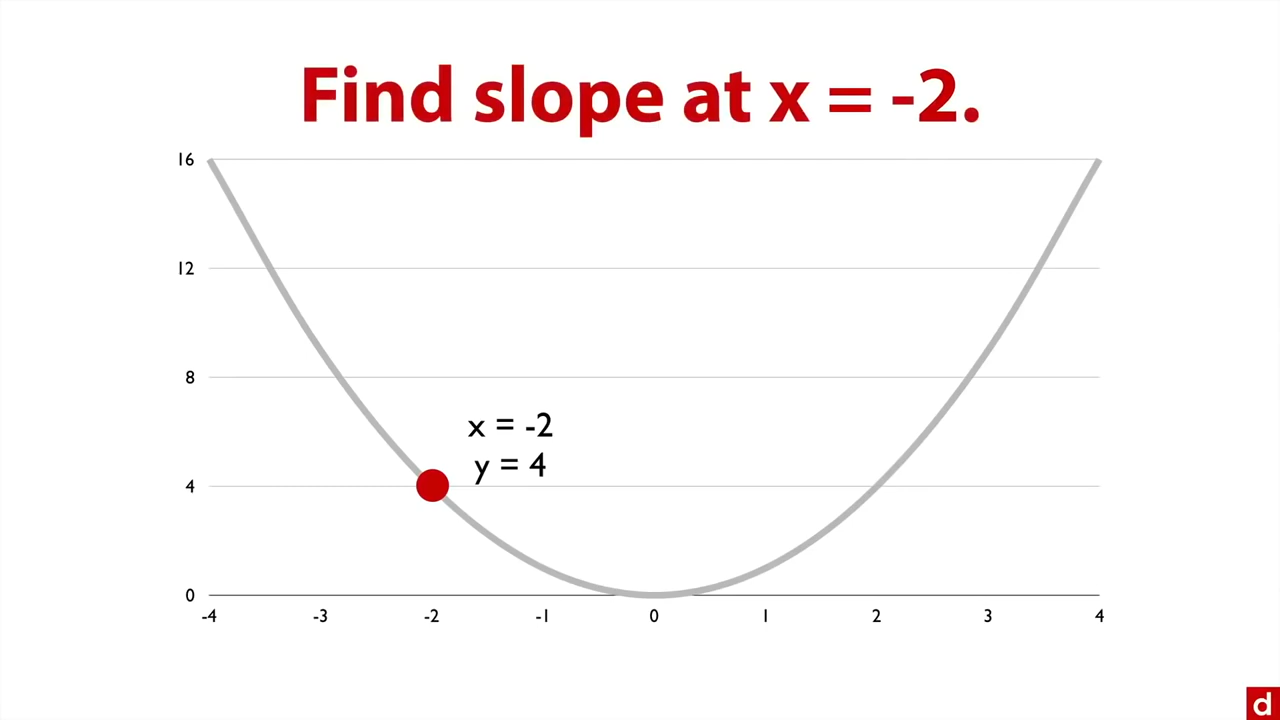 Find slope at x = -2.
16
12
8
x = -2
y = 4
4
0
-4 -3 -2 -1 0 1 2 3 4
d